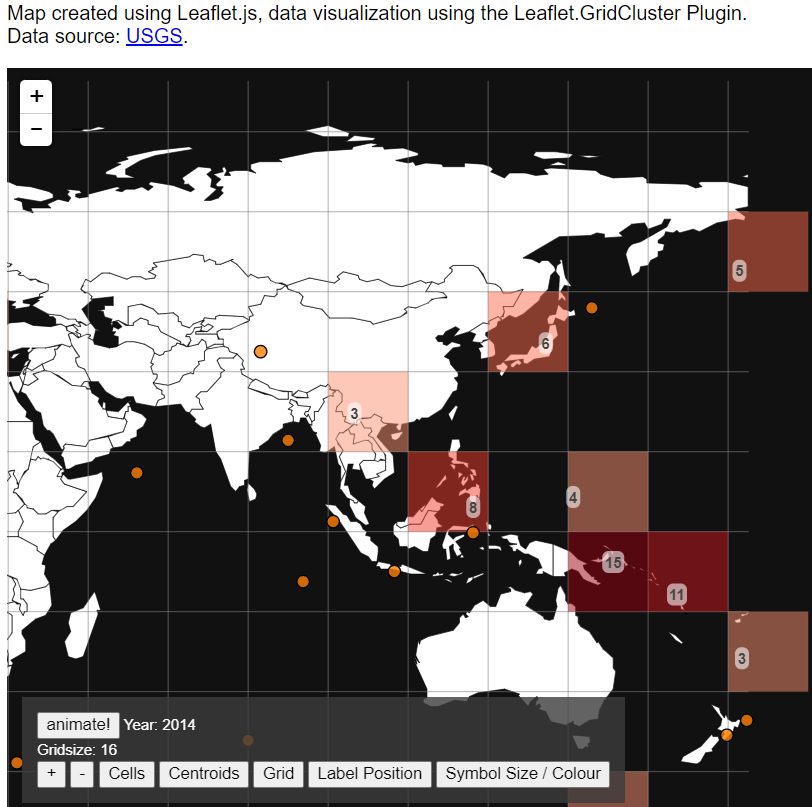 Map created using Leaflet.js, data visualization using the Leaflet.GridCluster Plugin.
Data source: USGS.
+
-
5
6
3
8
4
15
11
3
animate! Year: 2014
Gridsize: 16
+ - Cells Centroids Grid Label Position Symbol Size / Colour